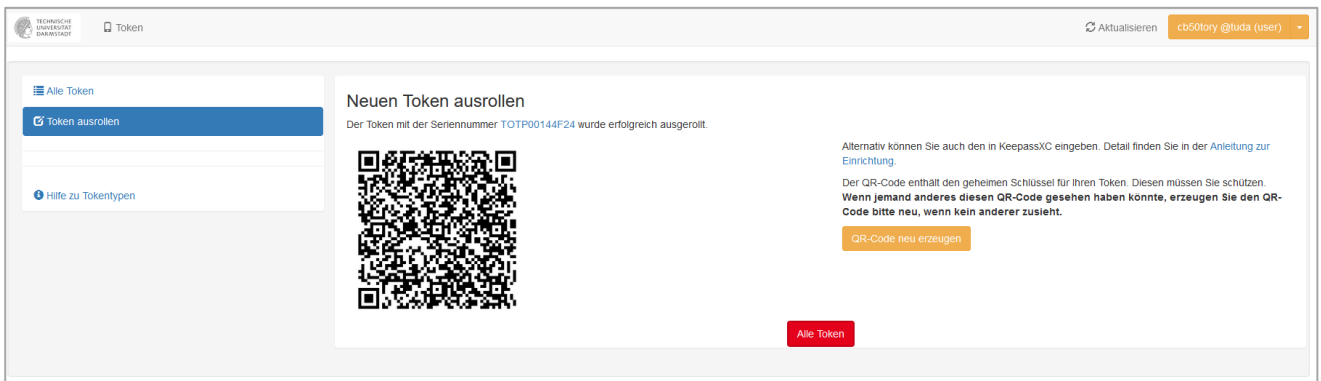 TECHNISCHE
UNIVERSITÄT
DARMSTADT
Token
Aktualisieren
cb50tory @tuda (user)
Alle Token
Token ausrollen
Hilfe zu Tokentypen
Neuen Token ausrollen
Der Token mit der Seriennummer TOTP00144F24 wurde erfolgreich ausgerollt.
Alternativ können Sie auch den in KeepassXC eingeben. Detail finden Sie in der Anleitung zur
Einrichtung.
Der QR-Code enthält den geheimen Schlüssel für Ihren Token. Diesen müssen Sie schützen.
Wenn jemand anderes diesen QR-Code gesehen haben könnte, erzeugen Sie den QR-
Code bitte neu, wenn kein anderer zusieht.
QR-Code neu erzeugen
Alle Token